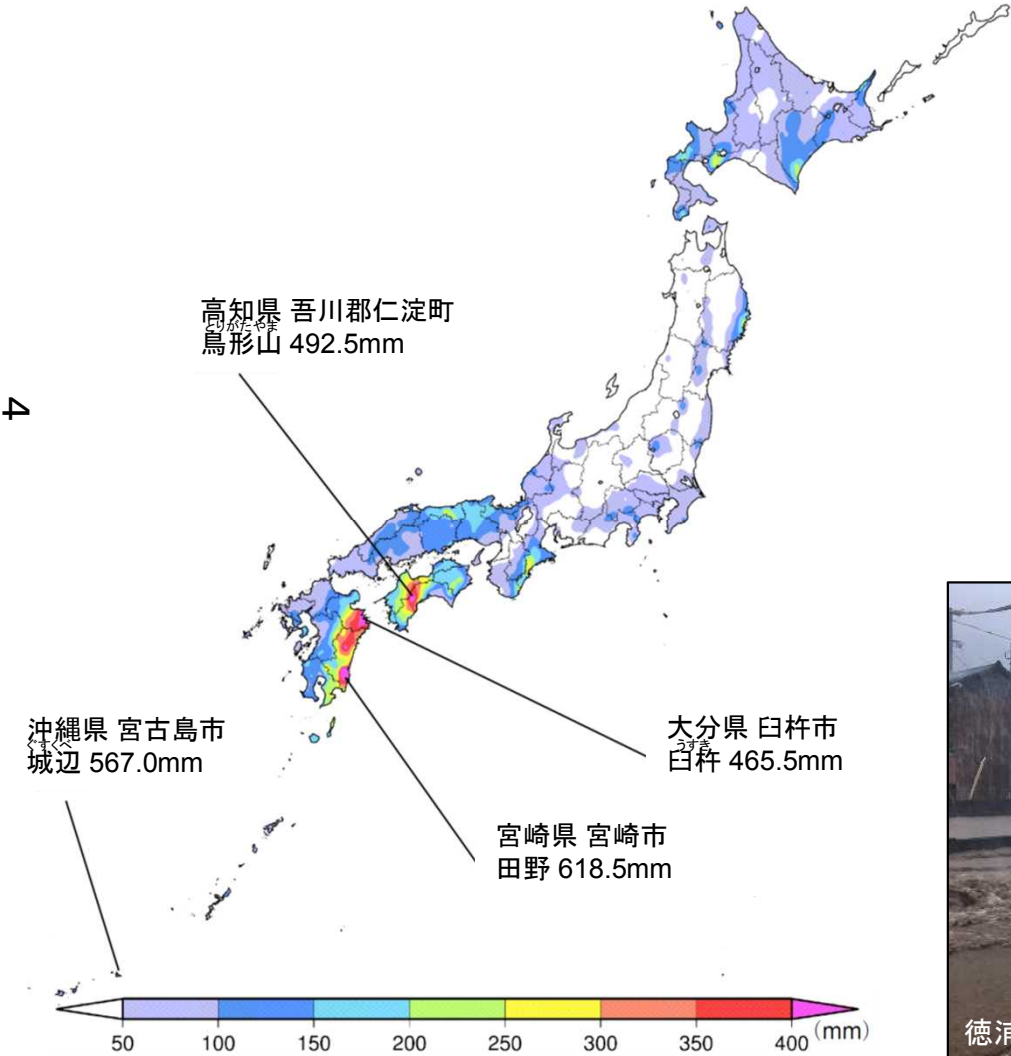 高知県 吾川郡仁淀町
とりがたやま
鳥形山 492.5mm
4
沖縄県 宮古島市
ぐすくべ
城辺 567.0mm
大分県 臼杵市
うすき
臼杵 465.5mm
宮崎県 宮崎市
田野 618.5mm
50 100 150 200 250 300 350 400 (mm)
徳浦